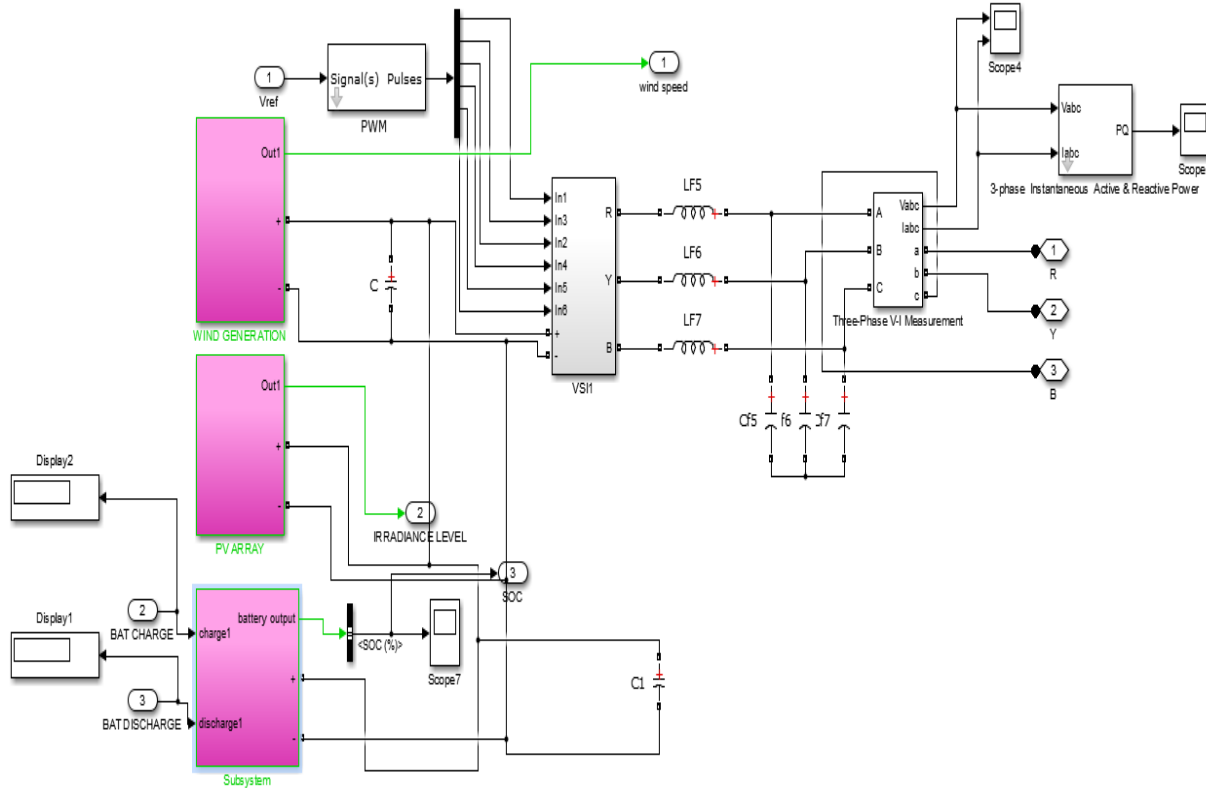 1
Vref
Signal(s) Pulses
PWM
1
wind speed
Scope4
Vabc
Iabc
PQ
Scope
3-phase Instantaneous Active & Reactive Power
Out1
+
-
WIND GENERATION
C
In1
In3
In2
In4
In5
In6
+
-
R
Y
B
VSI1
LF5
LF6
LF7
A
B
C
Vabc
Iabc
a
b
c
Three-Phase V-I Measurement
1
R
2
Y
3
B
Cf5
f6
Cf7
Out1
+
-
PV ARRAY
2
IRRADIANCE LEVEL
3
SOC
Display2
Display1
2
BAT CHARGE
3
BAT DISCHARGE
charge1
discharge1
battery output
+
-
Subsystem
<SOC (%)>
Scope7
C1